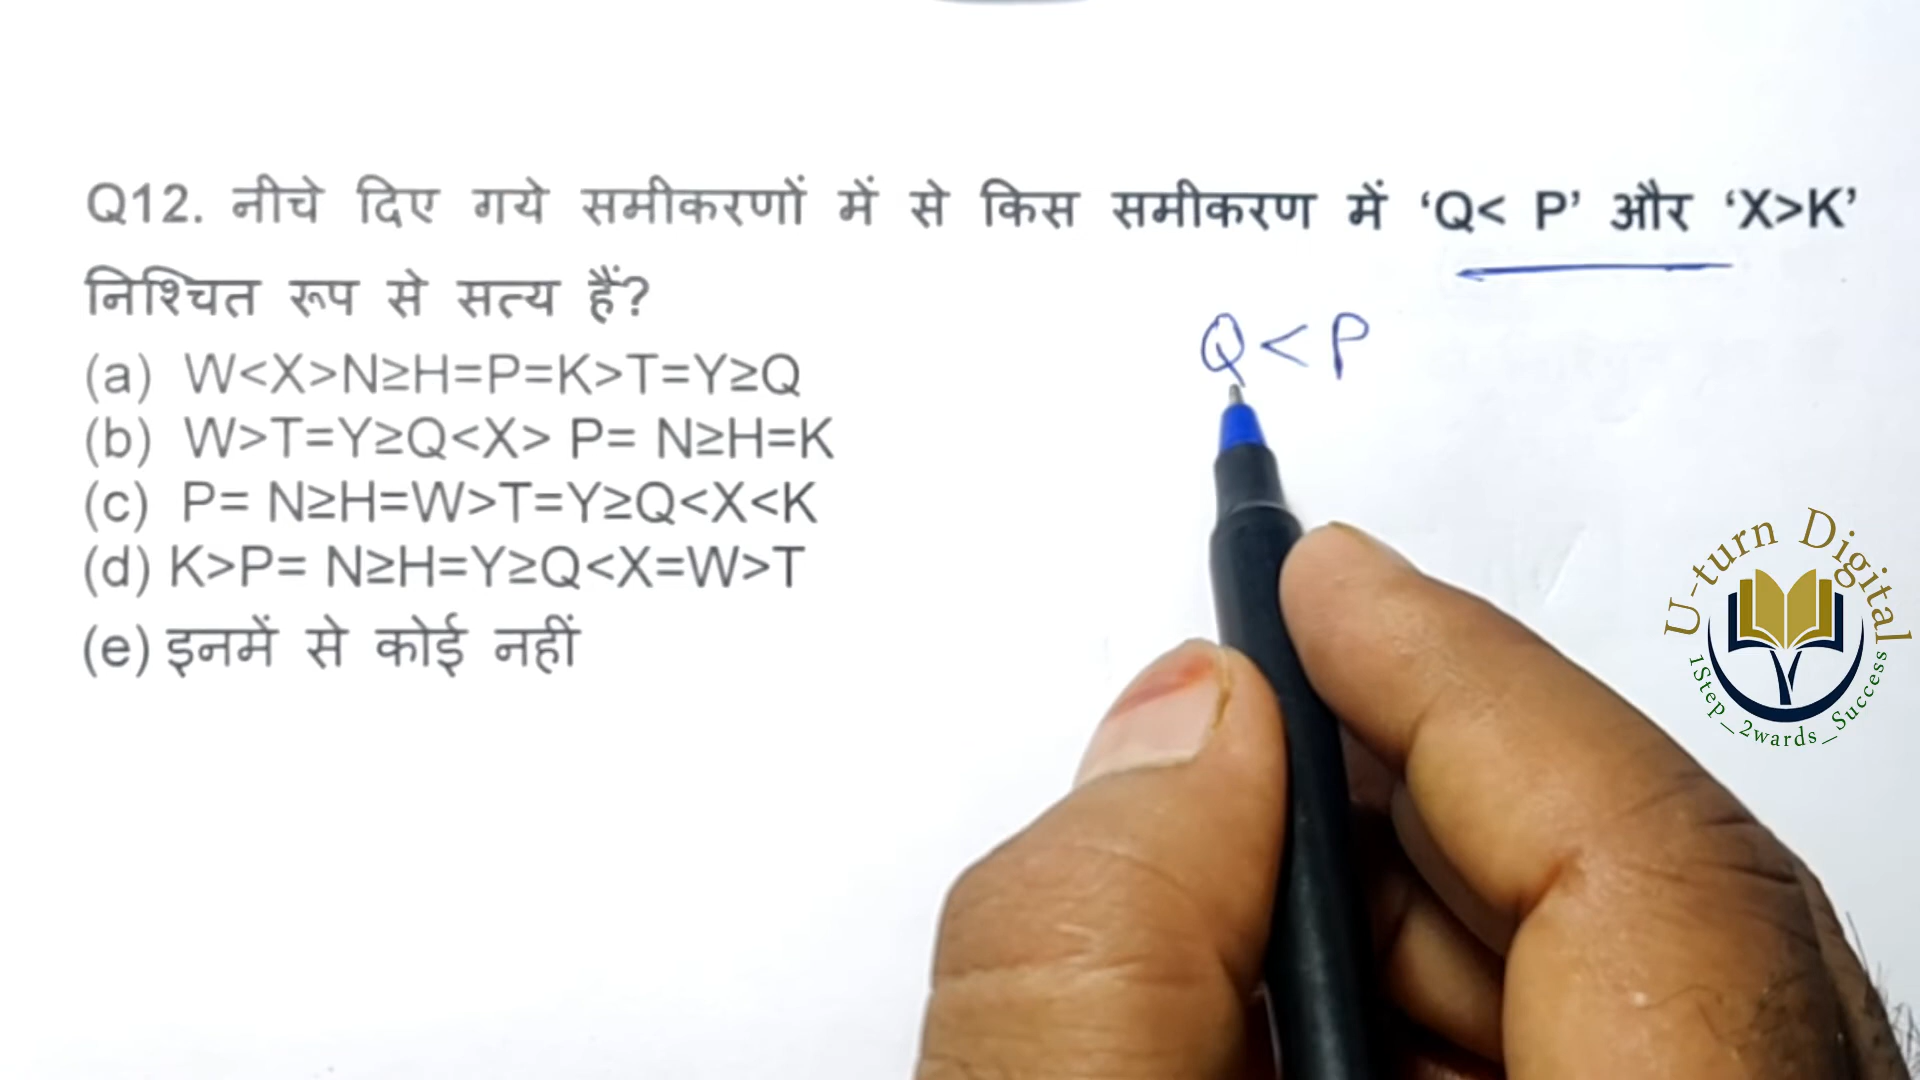 Q12. नीचे दिए गये समीकरणों में से किस समीकरण में ‘Q< P’ और ‘X>K’
निश्चित रूप से सत्य हैं?
(a) W<X>N≥H=P=K>T=Y≥Q
(b) W>T=Y≥Q<X> P= N≥H=K
(c) P= N≥H=W>T=Y≥Q<X<K
(d) K>P= N≥H=Y≥Q<X=W>T
(e) इनमें से कोई नहीं
Q < P
U-turn Digital
1Step_2wards_Success